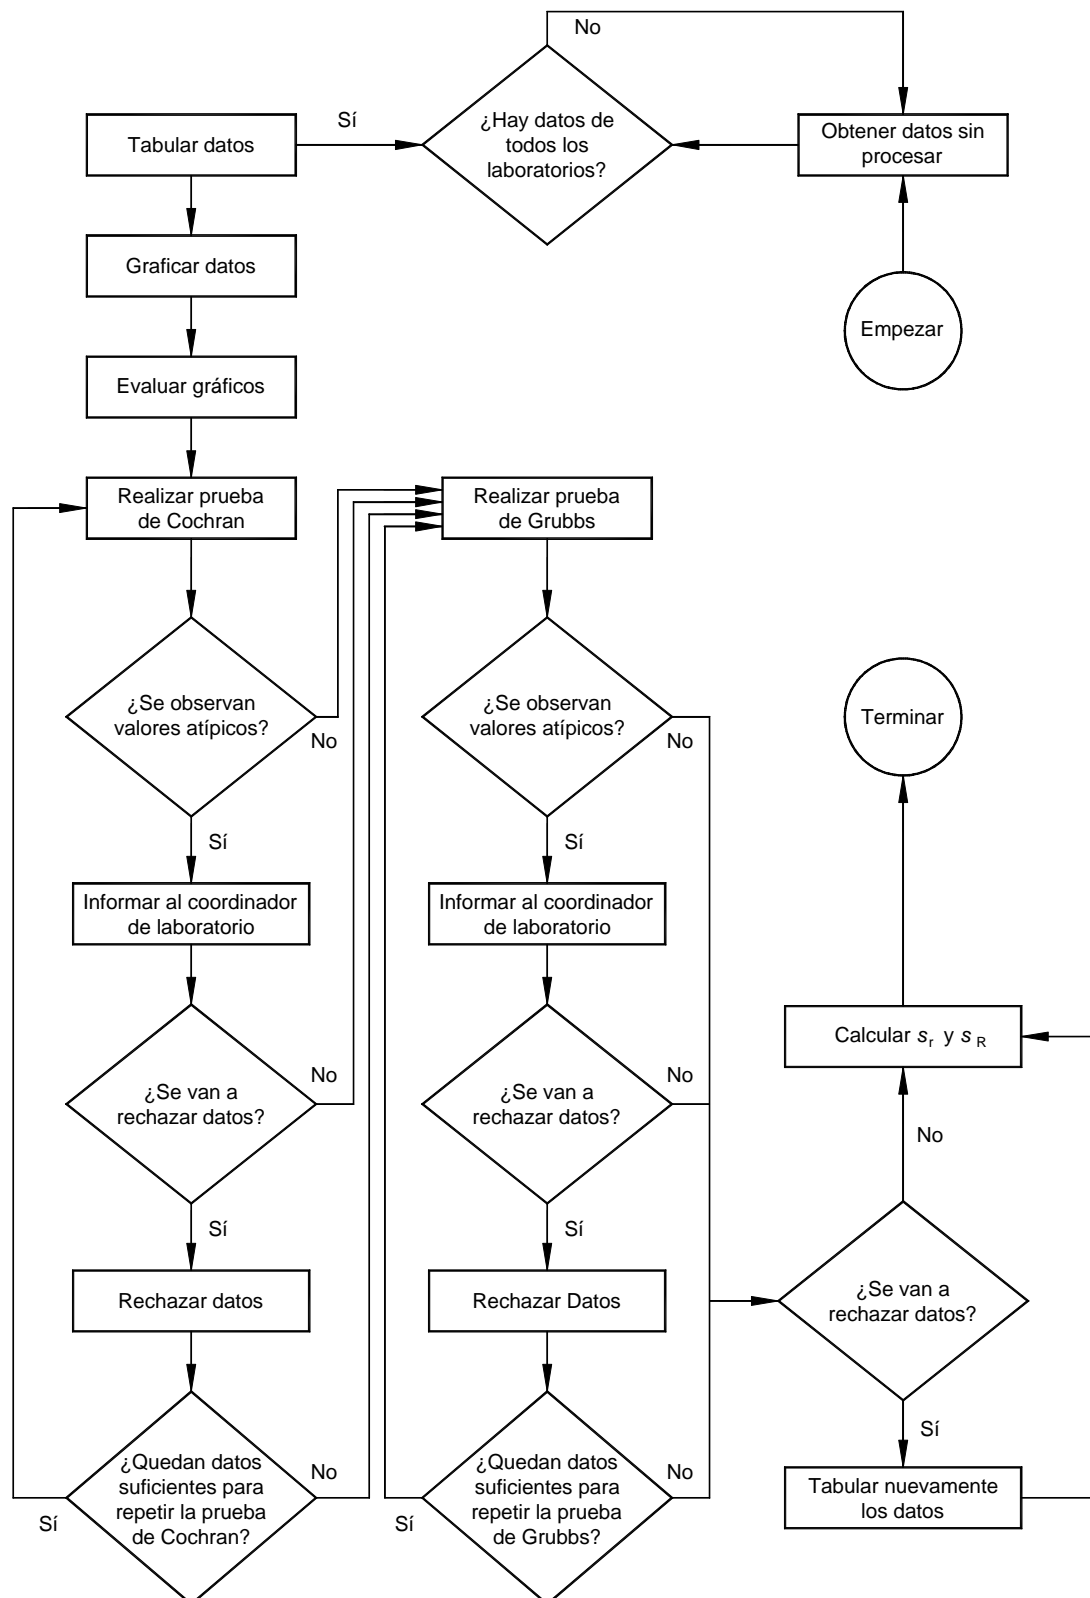 No
¿Hay datos de
todos los
laboratorios?
Sí
Tabular datos
Obtener datos sin
procesar
Graficar datos
Empezar
Evaluar gráficos
Realizar prueba
de Cochran
Realizar prueba
de Grubbs
¿Se observan
valores atípicos?
No
¿Se observan
valores atípicos?
No
Terminar
Sí
Sí
Informar al coordinador
de laboratorio
Informar al coordinador
de laboratorio
Calcular sr y s R
¿Se van a
rechazar datos?
No
¿Se van a
rechazar datos?
No
No
Sí
Sí
Rechazar datos
Rechazar Datos
¿Se van a
rechazar datos?
Sí
¿Quedan datos
suficientes para
repetir la prueba
de Cochran?
No
Sí
¿Quedan datos
suficientes para
repetir la prueba
de Grubbs?
No
Sí
Tabular nuevamente
los datos